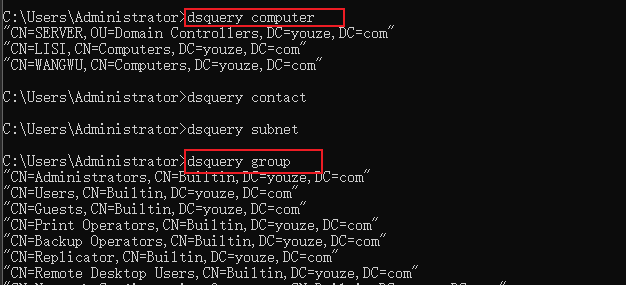 C:\Users\Administrator>dsquery computer
"CN=SERVER,OU=Domain Controllers,DC=youze,DC=com"
"CN=LISI,CN=Computers,DC=youze,DC=com"
"CN=WANGWU,CN=Computers,DC=youze,DC=com"
C:\Users\Administrator>dsquery contact
C:\Users\Administrator>dsquery subnet
C:\Users\Administrator>dsquery group
"CN=Administrators,CN=Builtin,DC=youze,DC=com"
"CN=Users,CN=Builtin,DC=youze,DC=com"
"CN=Guests,CN=Builtin,DC=youze,DC=com"
"CN=Print Operators,CN=Builtin,DC=youze,DC=com"
"CN=Backup Operators,CN=Builtin,DC=youze,DC=com"
"CN=Replicator,CN=Builtin,DC=youze,DC=com"
"CN=Remote Desktop Users,CN=Builtin,DC=youze,DC=com"